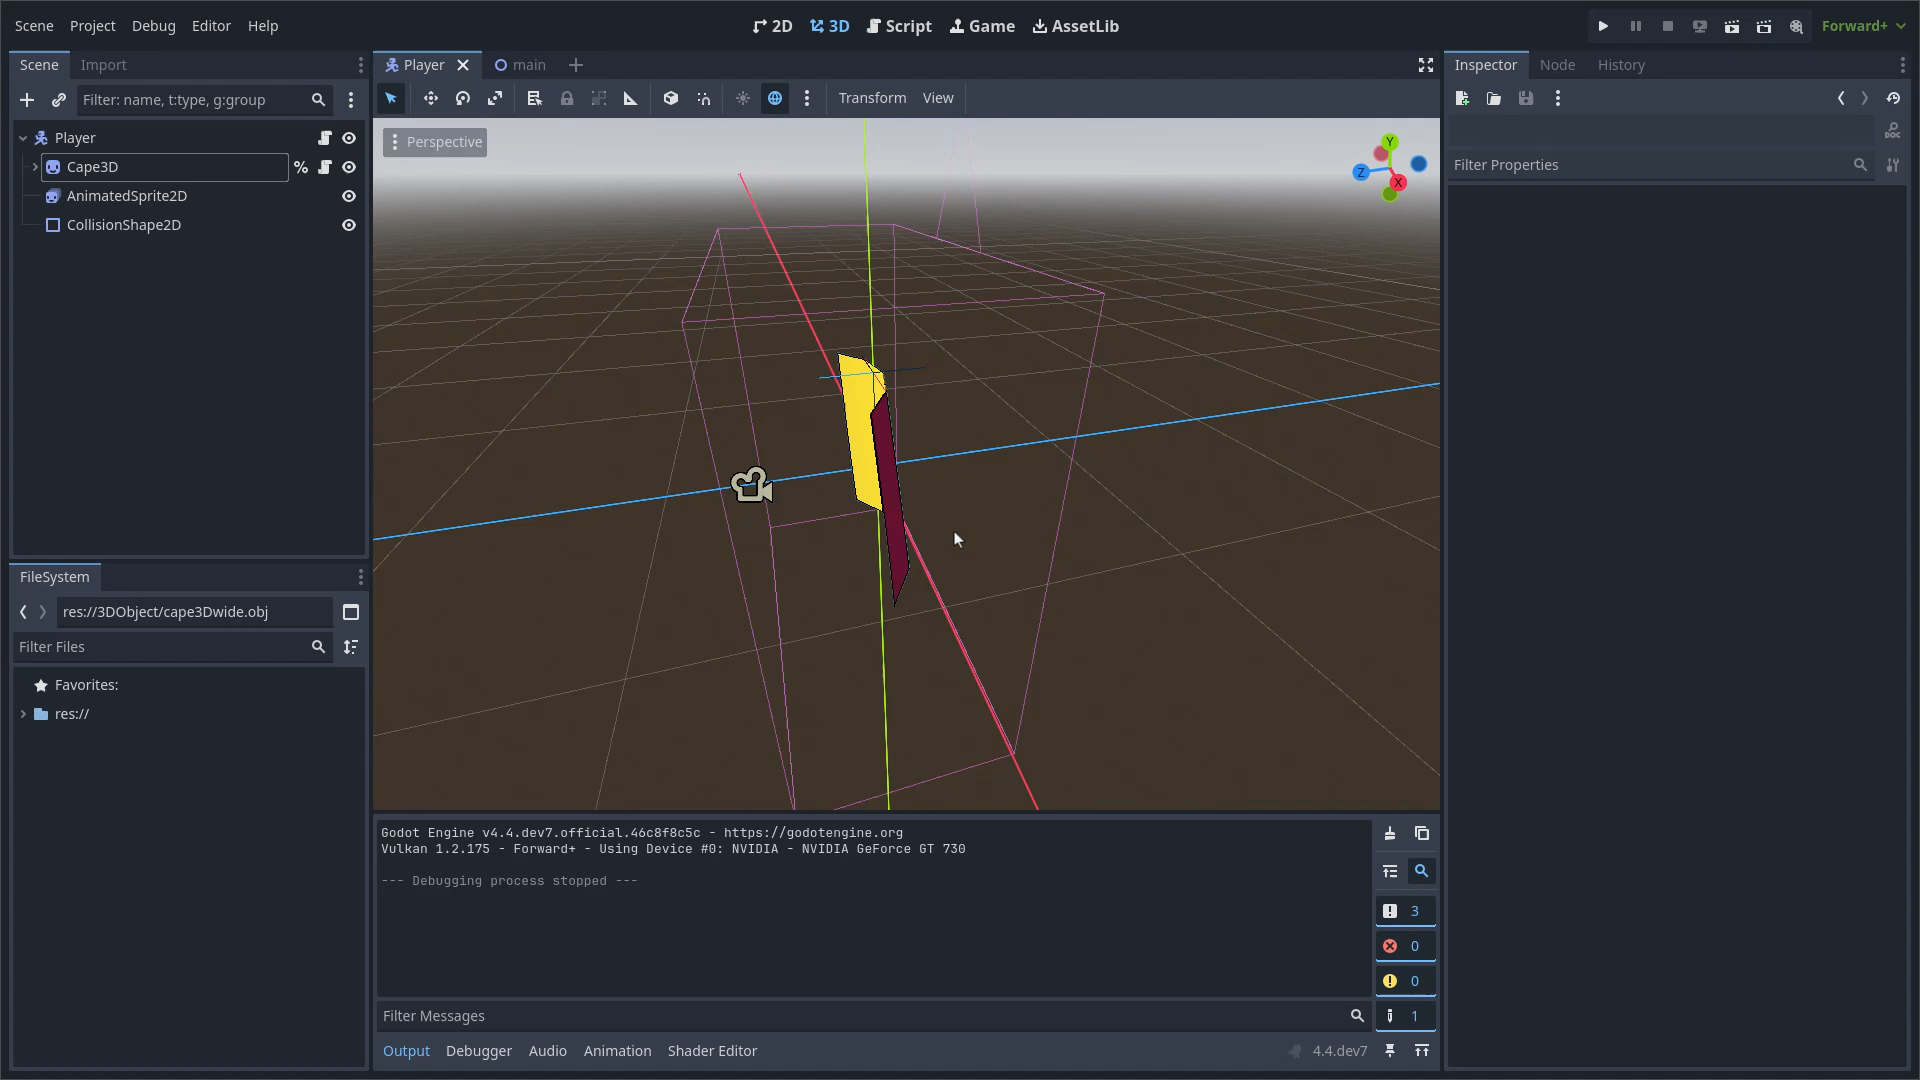 Scene Project Debug Editor Help
2D 3D Script Game AssetLib
Forward+
Scene Import
Filter: name, t:type, g:group
Player
Cape3D
%
AnimatedSprite2D
CollisionShape2D
FileSystem
res://3DObject/cape3Dwide.obj
Filter Files
Favorites:
res://
Player main
Transform View
Perspective
Y
Z
X
Godot Engine v4.4.dev7.official.46c8f8c5c - https://godotengine.org
Vulkan 1.2.175 - Forward+ - Using Device #0: NVIDIA - NVIDIA GeForce GT 730
--- Debugging process stopped ---
3
0
0
1
Filter Messages
Output Debugger Audio Animation Shader Editor
4.4.dev7
Inspector Node History
DOC
Filter Properties